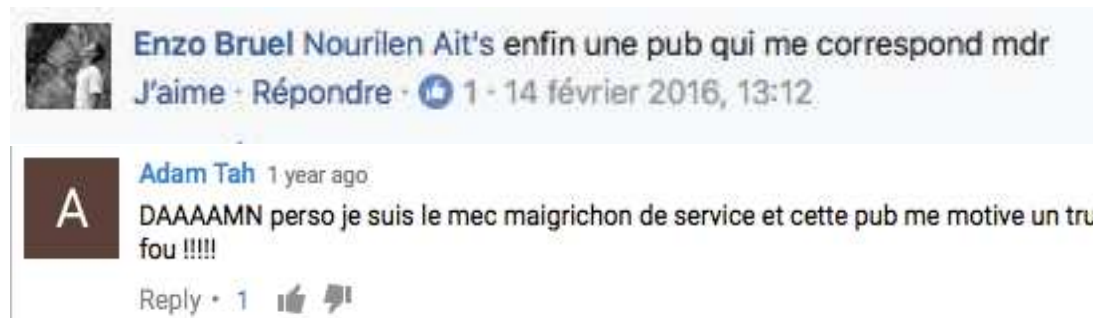 Enzo Bruel Nourilen Ait's enfin une pub qui me correspond mdr
J'aime · Répondre · 1 · 14 février 2016, 13:12
A
Adam Tah 1 year ago
DAAAAMN perso je suis le mec maigrichon de service et cette pub me motive un tru
fou !!!!!
Reply • 1